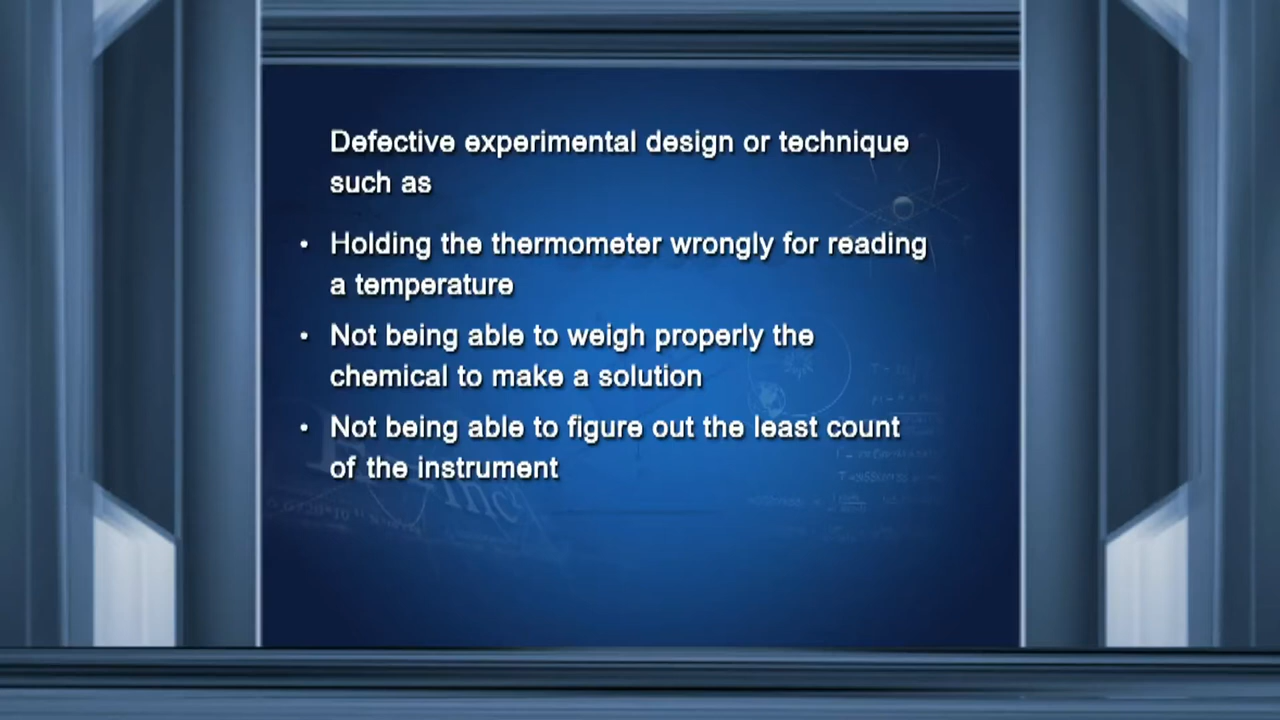 Defective experimental design or technique
such as
• Holding the thermometer wrongly for reading
a temperature
• Not being able to weigh properly the
chemical to make a solution
• Not being able to figure out the least count
of the instrument